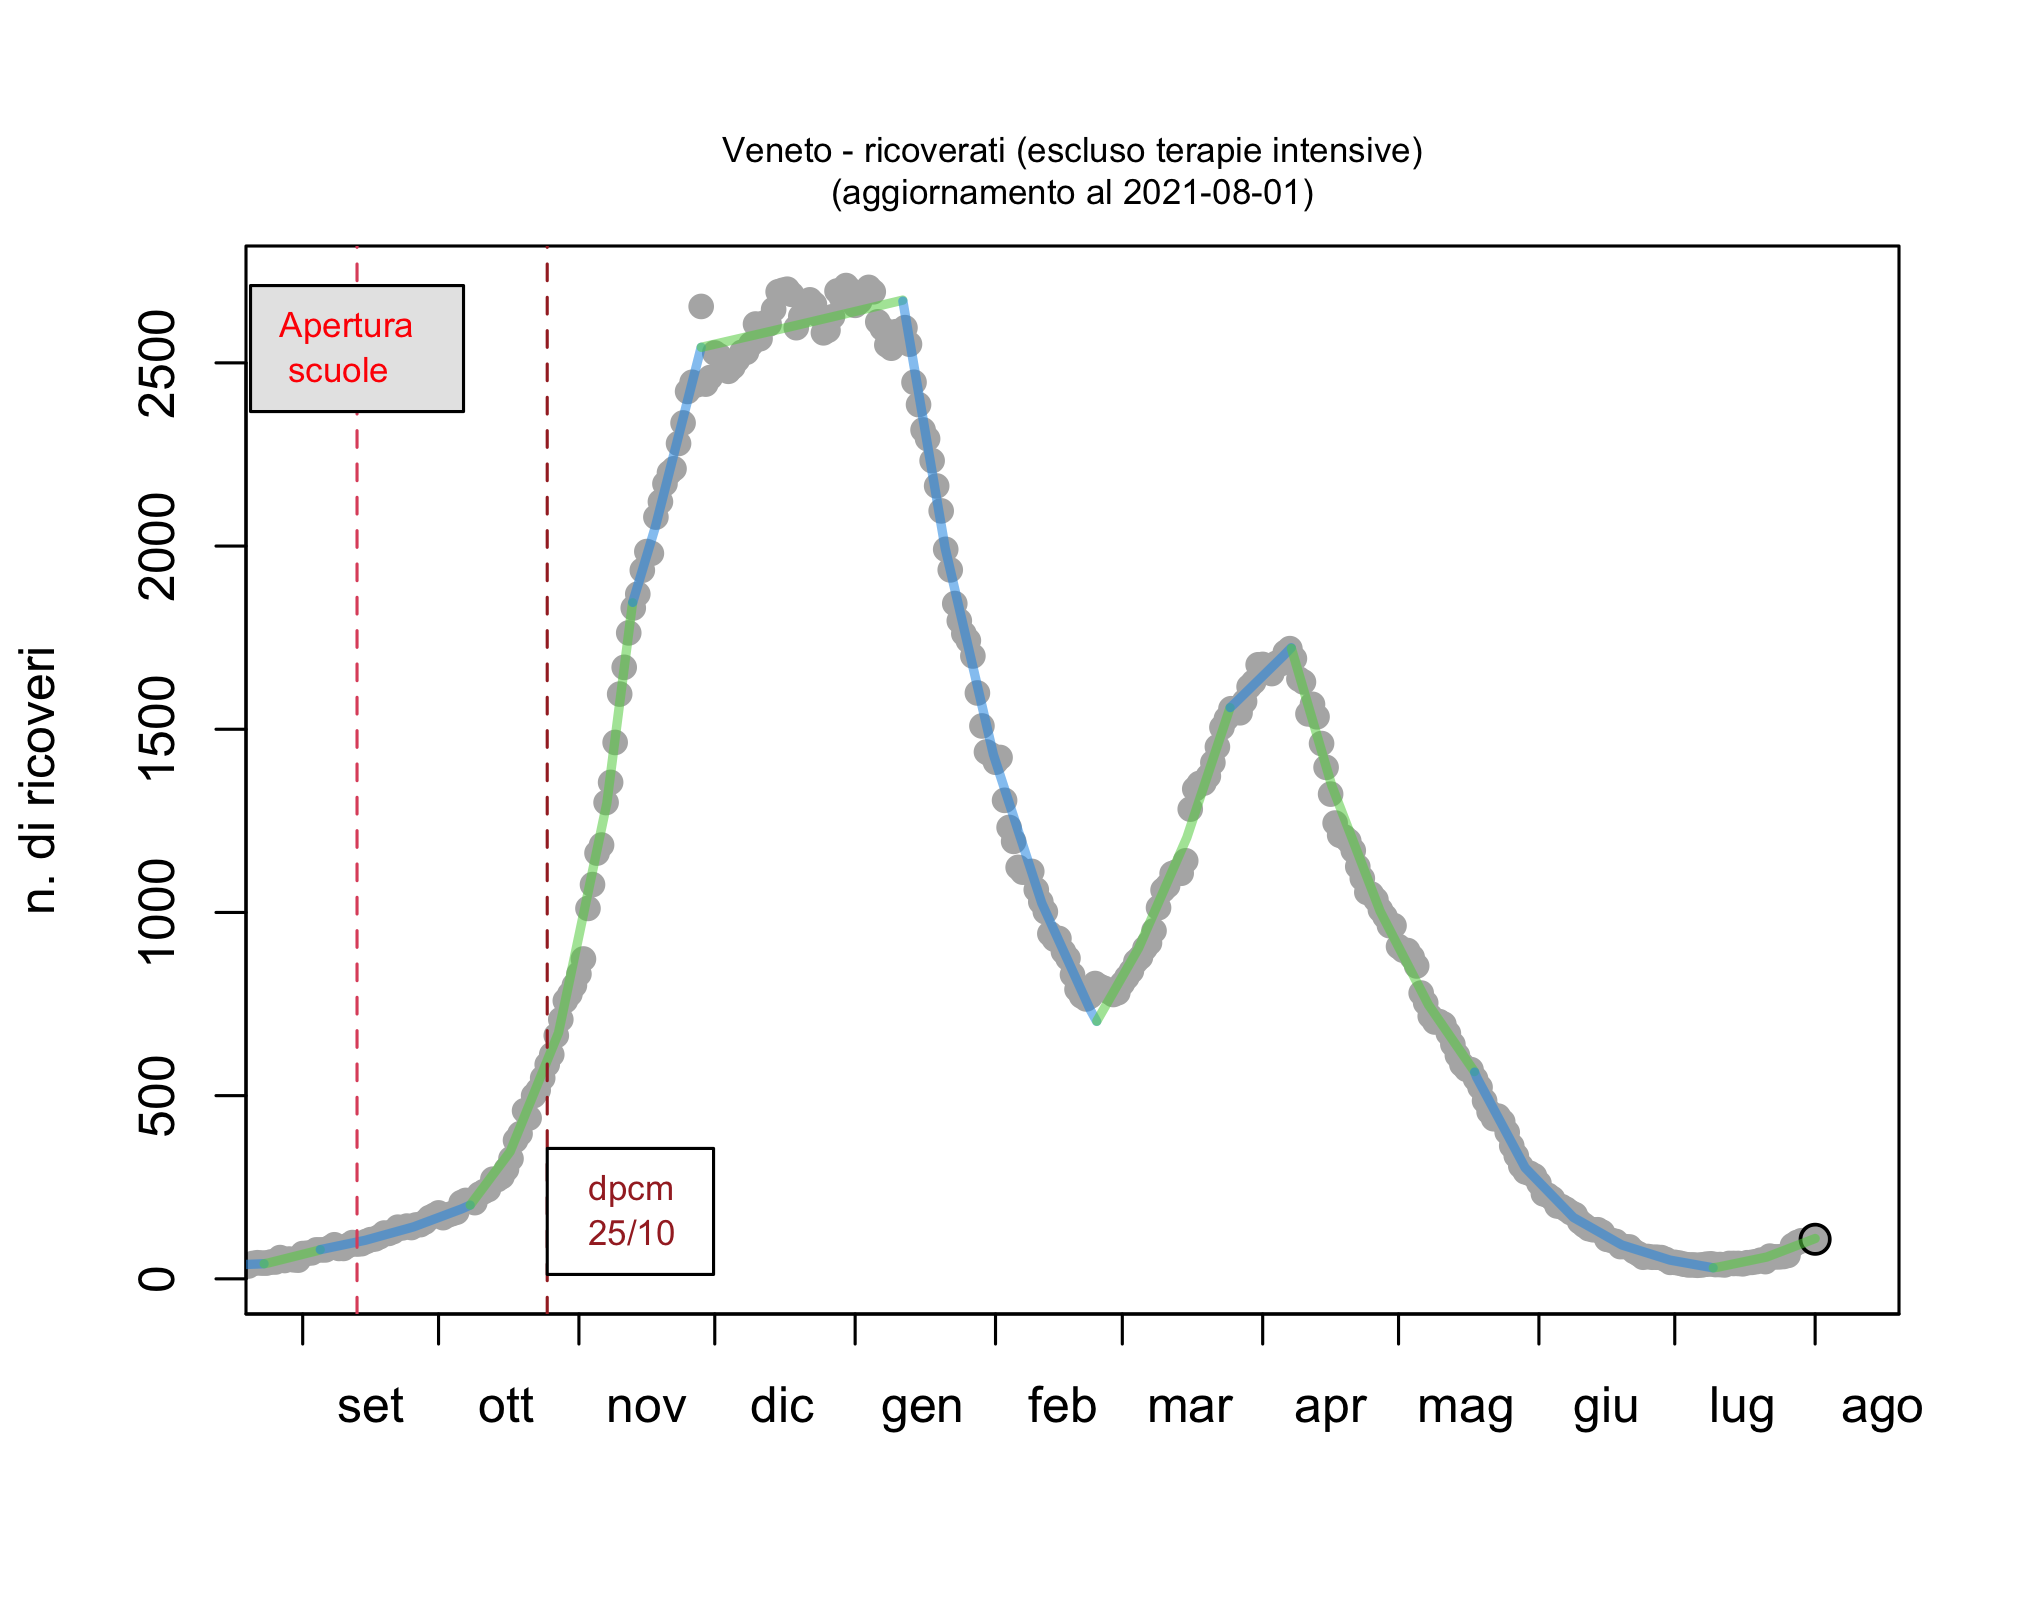 Veneto - ricoverati (escluso terapie intensive)
(aggiornamento al 2021-08-01)
n. di ricoveri
2500
2000
1500
1000
500
0
Apertura
scuole
dpcm
25/10
set ott nov dic gen feb mar apr mag giu lug ago